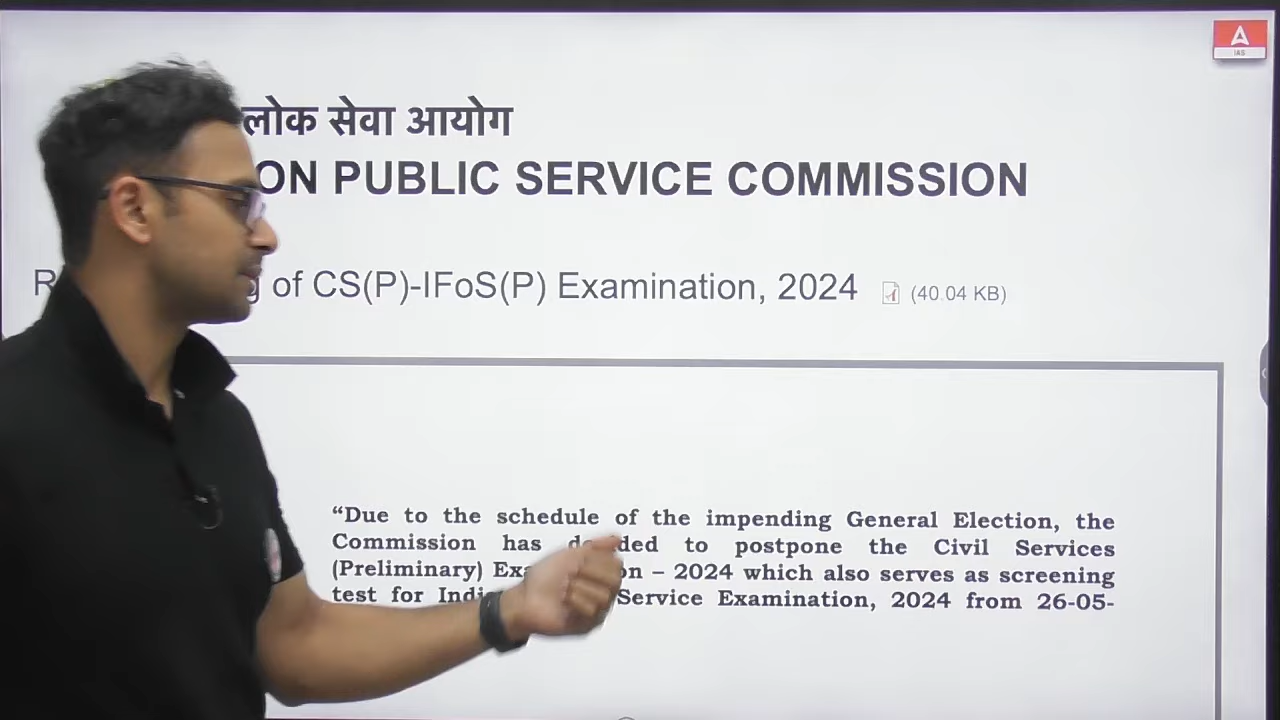 IAS
लोक सेवा आयोग
ON PUBLIC SERVICE COMMISSION
of CS(P)-IFoS(P) Examination, 2024 (40.04 KB)
“Due to the schedule of the impending General Election, the
Commission has to postpone the Civil Services
(Preliminary) – 2024 which also serves as screening
test for Service Examination, 2024 from 26-05-